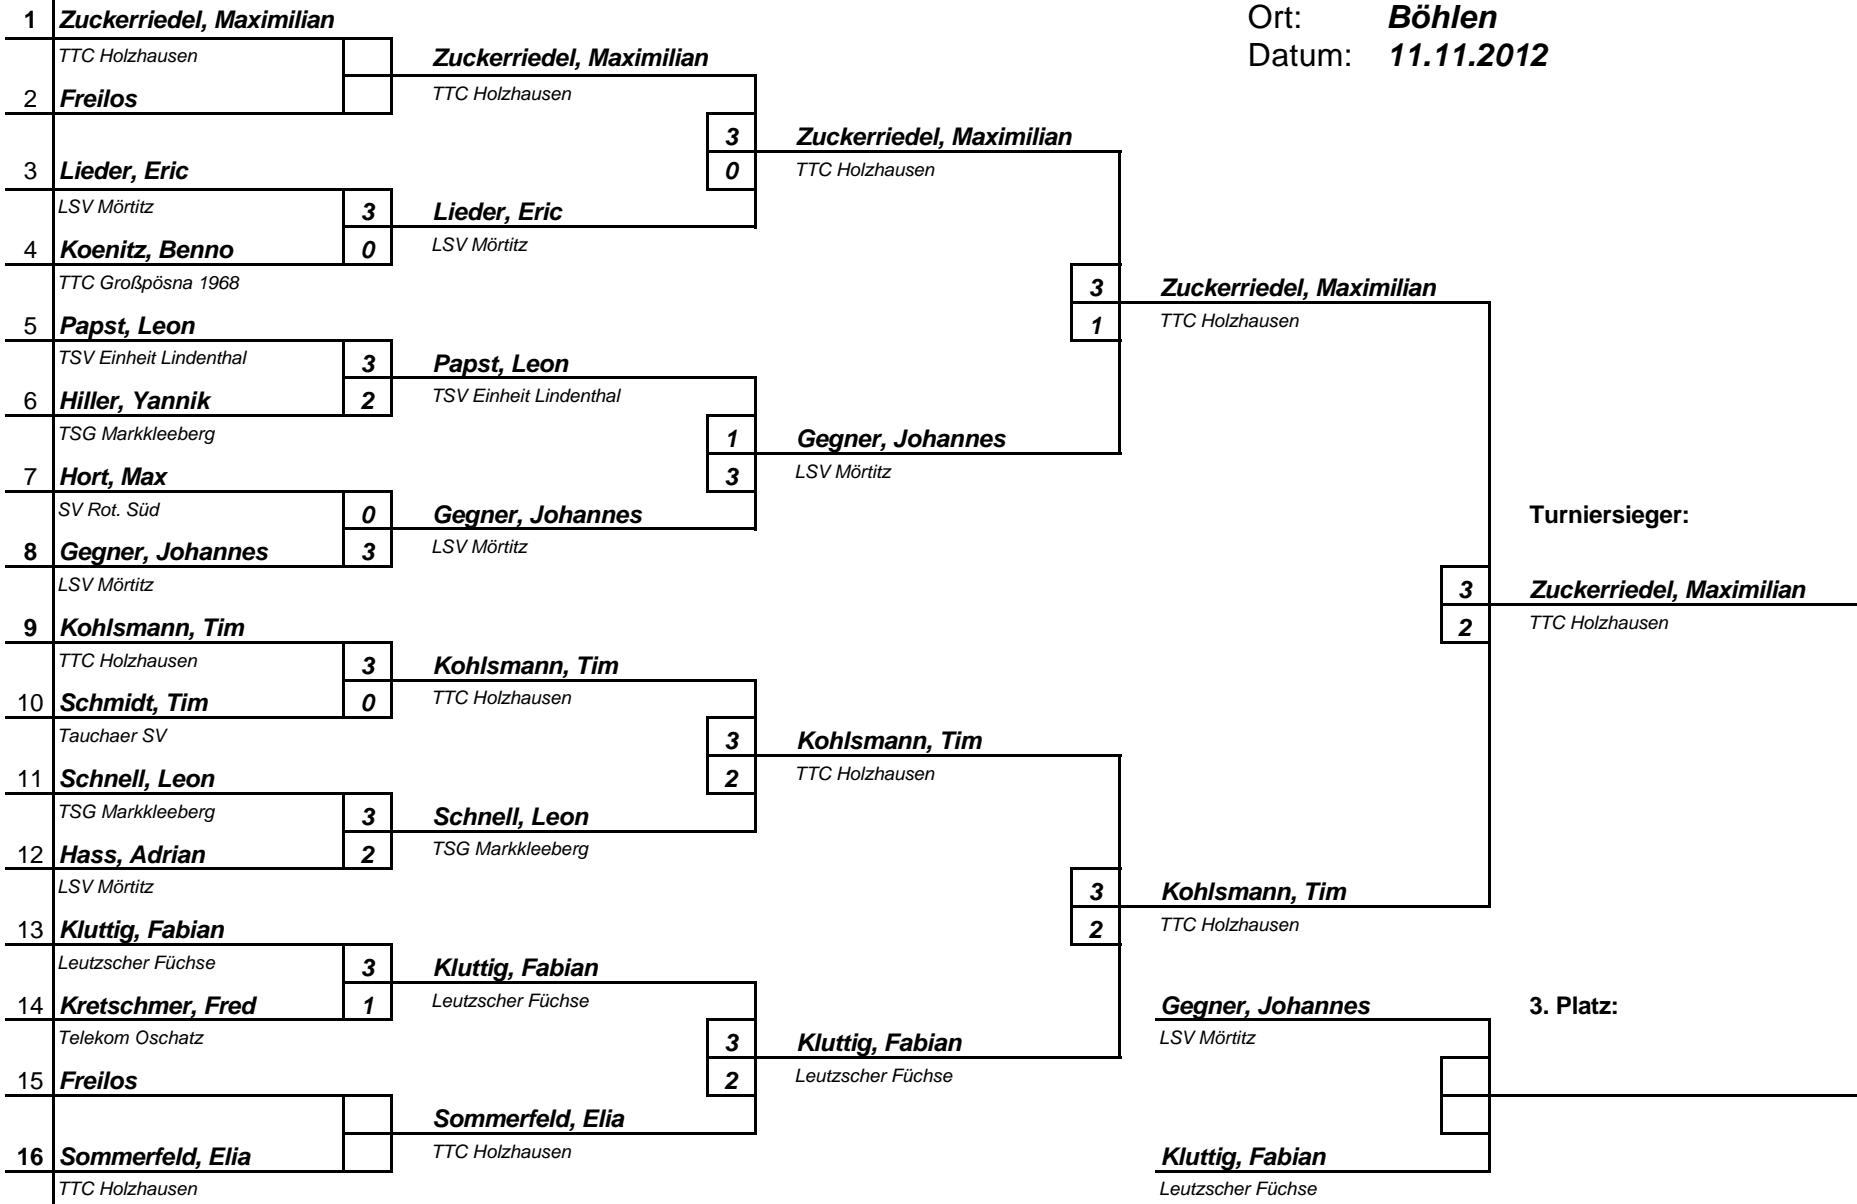 Ort: Böhlen
Datum: 11.11.2012
1 Zuckerriedel, Maximilian
TTC Holzhausen
2 Freilos
3 Lieder, Eric
LSV Mörtitz 3
4 Koenitz, Benno 0
TTC Großpösna 1968
5 Papst, Leon
TSV Einheit Lindenthal 3
6 Hiller, Yannik 2
TSG Markkleeberg
7 Hort, Max
SV Rot. Süd 0
8 Gegner, Johannes 3
LSV Mörtitz
9 Kohlsmann, Tim
TTC Holzhausen 3
10 Schmidt, Tim 0
Tauchaer SV
11 Schnell, Leon
TSG Markkleeberg 3
12 Hass, Adrian 2
LSV Mörtitz
13 Kluttig, Fabian
Leutzscher Füchse 3
14 Kretschmer, Fred 1
Telekom Oschatz
15 Freilos
16 Sommerfeld, Elia
TTC Holzhausen
Zuckerriedel, Maximilian
TTC Holzhausen
3
0
Lieder, Eric
LSV Mörtitz
Papst, Leon
TSV Einheit Lindenthal
1
3
Gegner, Johannes
LSV Mörtitz
Kohlsmann, Tim
TTC Holzhausen
3
2
Schnell, Leon
TSG Markkleeberg
Kluttig, Fabian
Leutzscher Füchse
3
2
Sommerfeld, Elia
TTC Holzhausen
Zuckerriedel, Maximilian
TTC Holzhausen
3
1
Gegner, Johannes
LSV Mörtitz
Kohlsmann, Tim
TTC Holzhausen
3
2
Kluttig, Fabian
Leutzscher Füchse
Zuckerriedel, Maximilian
TTC Holzhausen
3
2
Kohlsmann, Tim
TTC Holzhausen
Turniersieger:
Zuckerriedel, Maximilian
TTC Holzhausen
Gegner, Johannes
LSV Mörtitz
3. Platz:
Kluttig, Fabian
Leutzscher Füchse